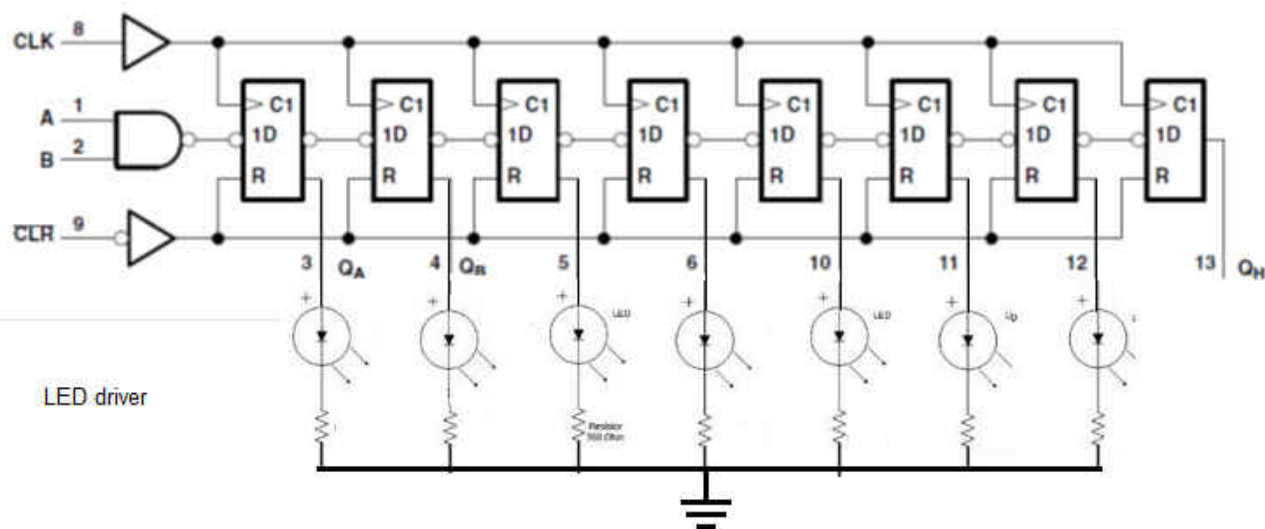 CLK 8
C1 C1 C1 C1 C1 C1 C1 C1
A 1
1D 1D 1D 1D 1D 1D 1D 1D
B 2
R R R R R R R R
CLR 9
3 QA 4 QB 5 6 10 11 12 13 QH
+ + + + + + +
LED LED
LED driver
Resistor
Ohm